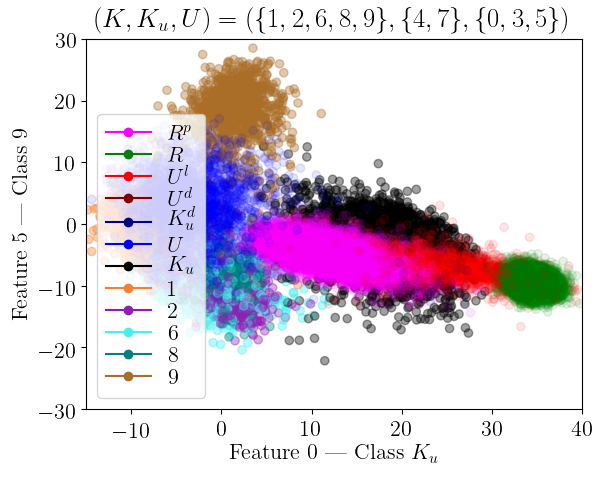 (K, K_u, U) = ({1, 2, 6, 8, 9}, {4, 7}, {0, 3, 5})
30
20
10
0
−10
−20
−30
Feature 5 — Class 9
R^p
R
U^l
U^d
K_u^d
U
K_u
1
2
6
8
9
−10
0
10
20
30
40
Feature 0 — Class K_u